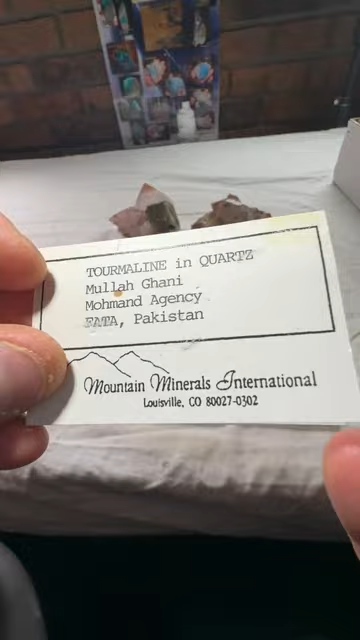 TOURMALINE in QUARTZ
Mullah Ghani
Mohmand Agency
FATA, Pakistan
Mountain Minerals International
Louisville, CO 80027-0302